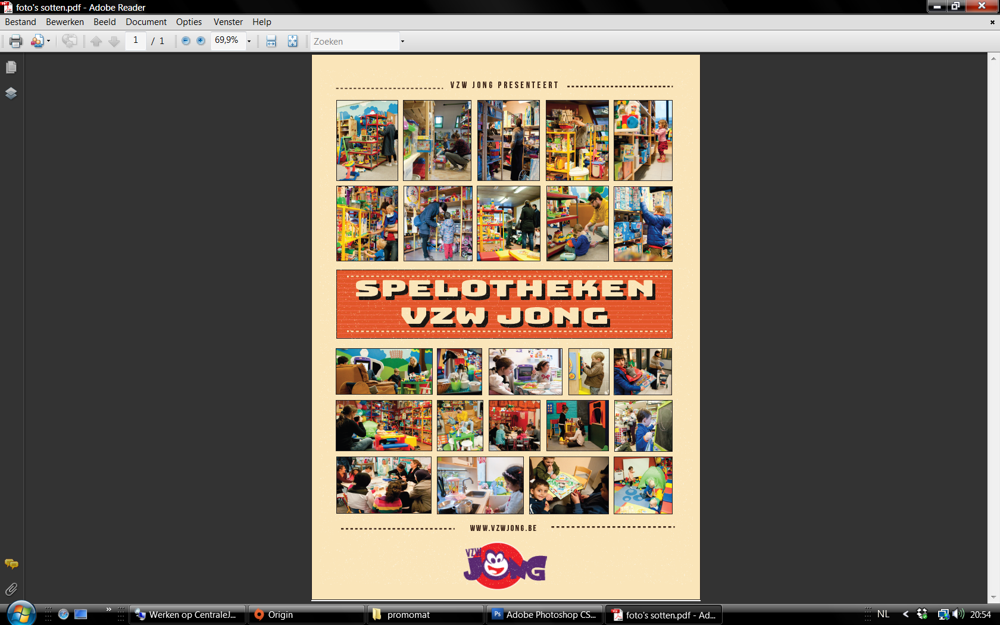 foto's sotten.pdf - Adobe Reader
Bestand Bewerken Beeld Document Opties Venster Help
1 / 1 69,9% Zoeken
VZW JONG PRESENTEERT
SPELOTHEKEN
VZW JONG
WWW.VZWJONG.BE
VZW
JONG
Werken op CentraleJ... Origin promomat Ps Adobe Photoshop CS... foto's sotten.pdf - Ad... NL 20:54